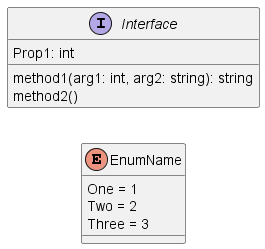 I Interface
Prop1: int
method1(arg1: int, arg2: string): string
method2()
E EnumName
One = 1
Two = 2
Three = 3